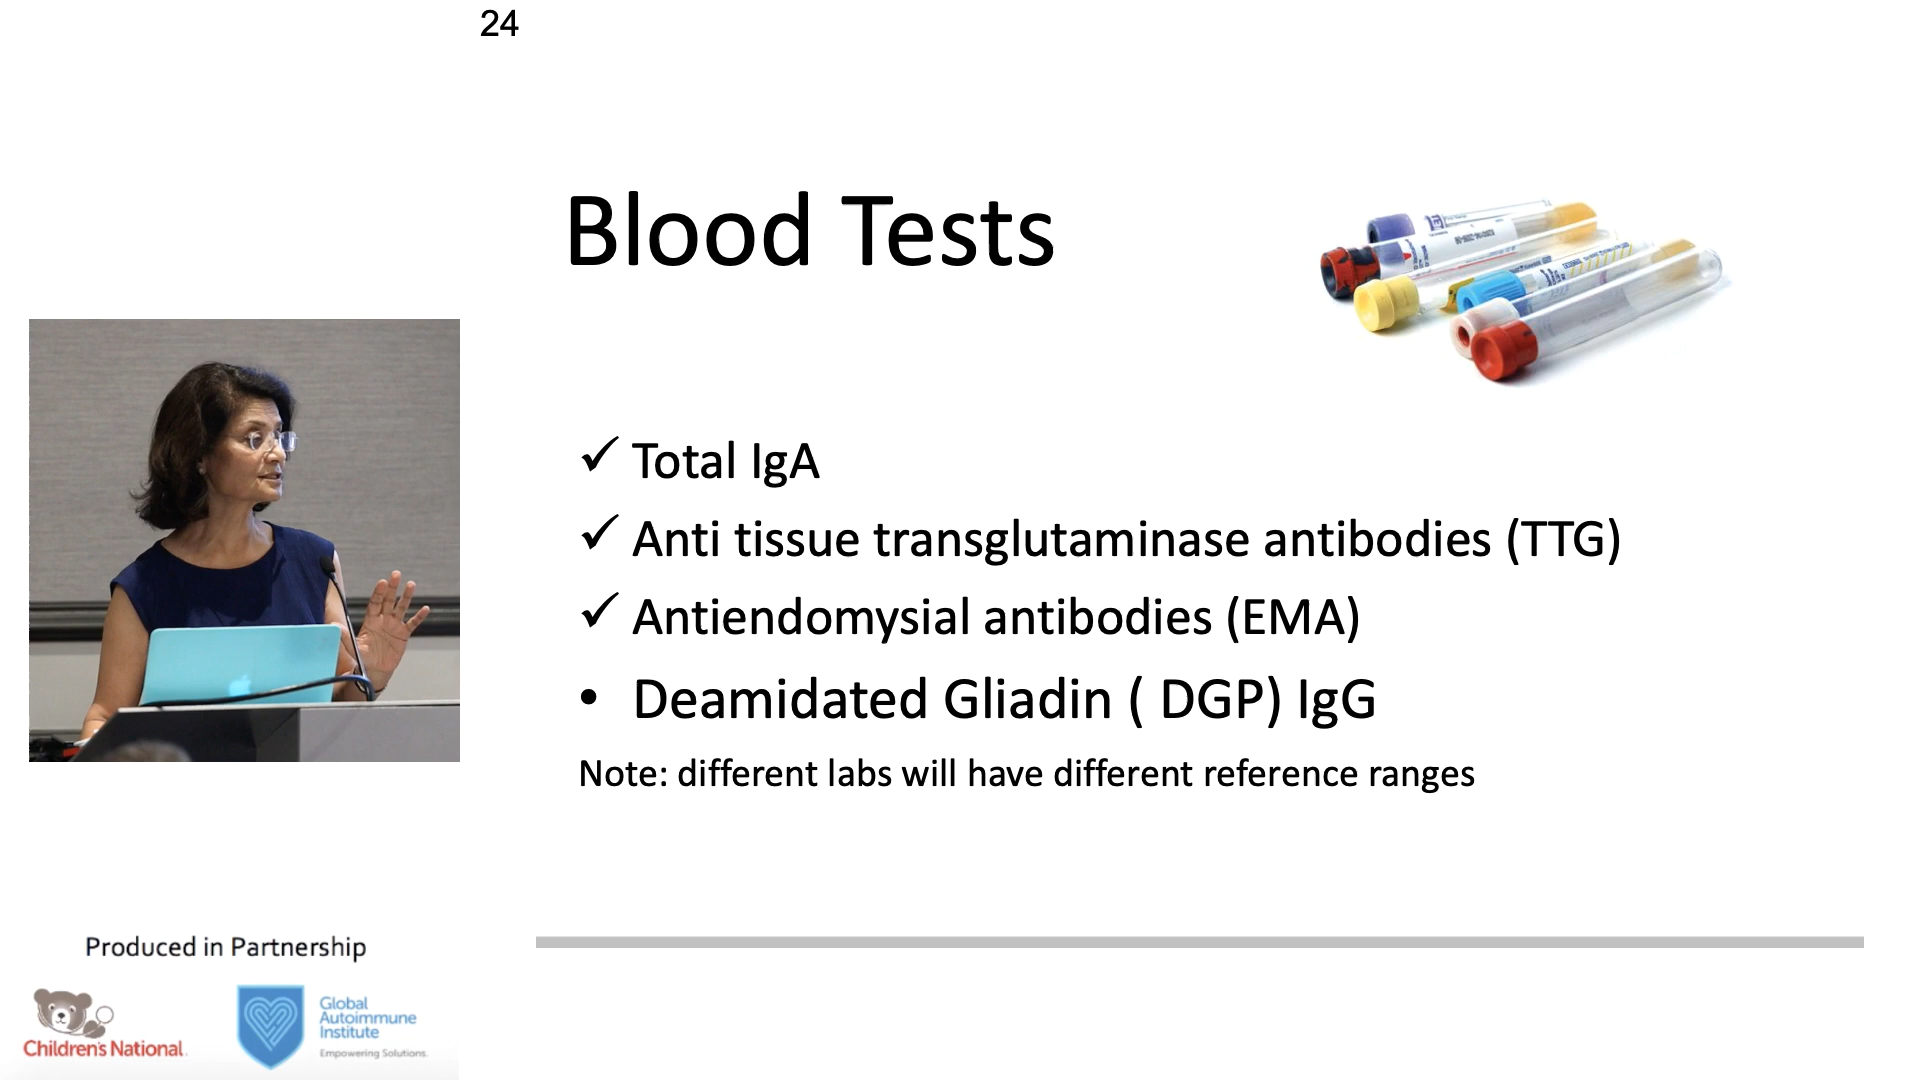 24
Blood Tests
✓ Total IgA
✓ Anti tissue transglutaminase antibodies (TTG)
✓ Antiendomysial antibodies (EMA)
• Deamidated Gliadin ( DGP) IgG
Note: different labs will have different reference ranges
Produced in Partnership
Children's National
Global
Autoimmune
Institute
Empowering Solutions.